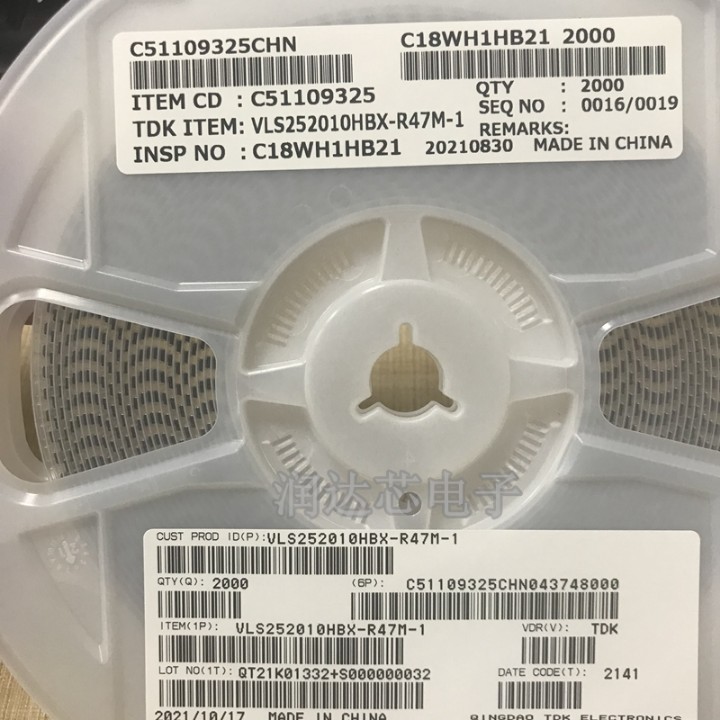 C51109325CHN C18WH1HB21 2000
ITEM CD : C51109325 QTY : 2000
SEQ NO : 0016/0019
TDK ITEM: VLS252010HBX-R47M-1 REMARKS:
INSP NO : C18WH1HB21 20210830 MADE IN CHINA
润达芯电子
CUST PROD ID(P): VLS252010HBX-R47M-1
QTY(Q): 2000 (6P): C51109325CHN043748000
ITEM(1P): VLS252010HBX-R47M-1 VDR(V): TDK
LOT NO(1T): QT21K01332+S000000032 DATE CODE(T): 2141
2021/10/17 MADE IN CHINA QINGDAO TDK ELECTRONICS